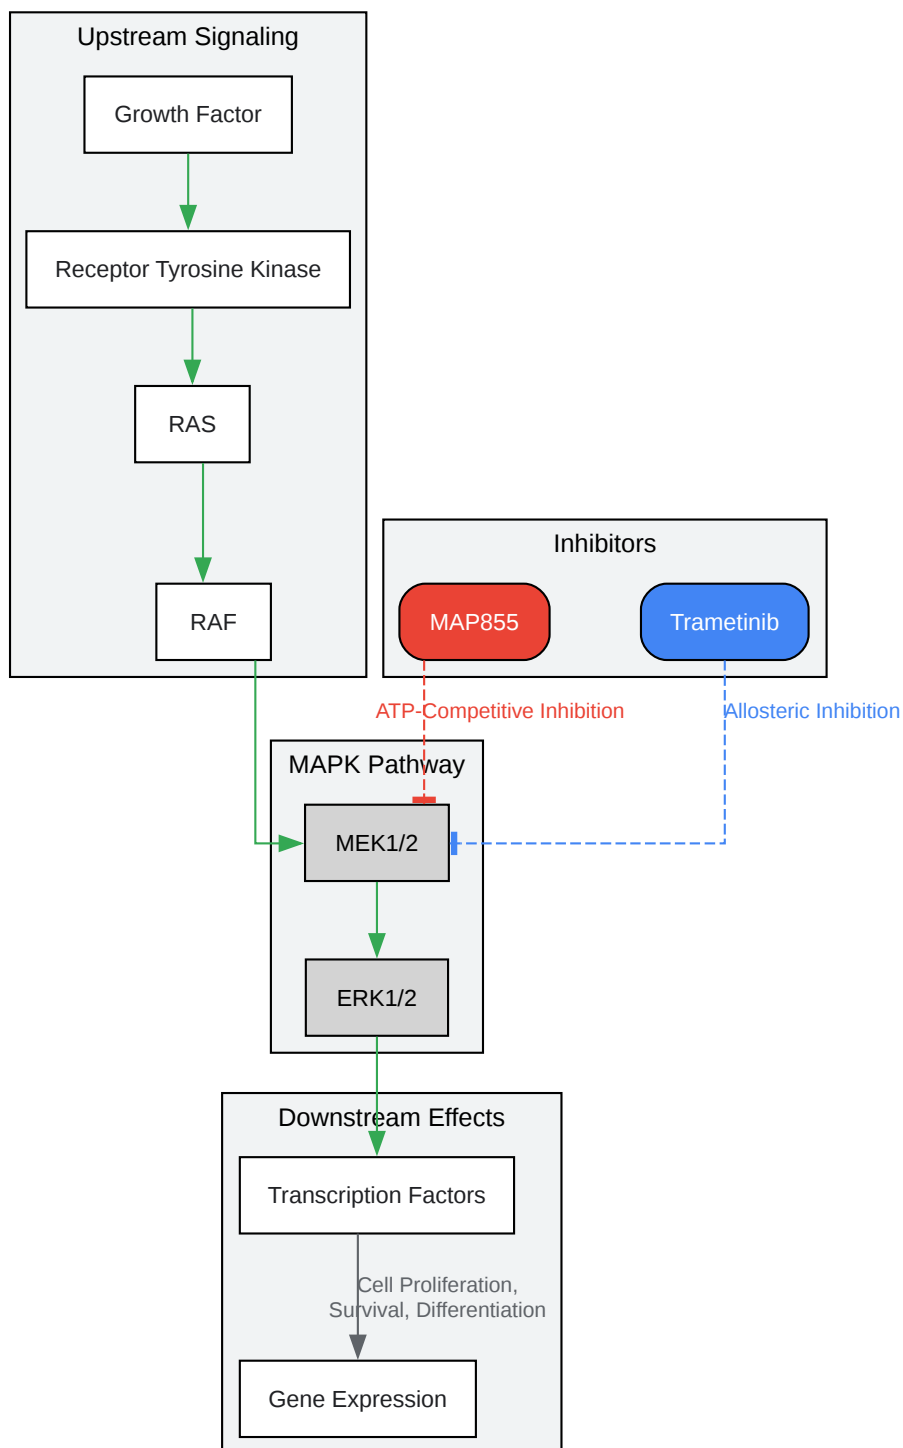 Upstream Signaling
Growth Factor
Receptor Tyrosine Kinase
RAS
RAF
Inhibitors
MAP855
Trametinib
ATP-Competitive Inhibition
Allosteric Inhibition
MAPK Pathway
MEK1/2
ERK1/2
Downstream Effects
Transcription Factors
Cell Proliferation,
Survival, Differentiation
Gene Expression